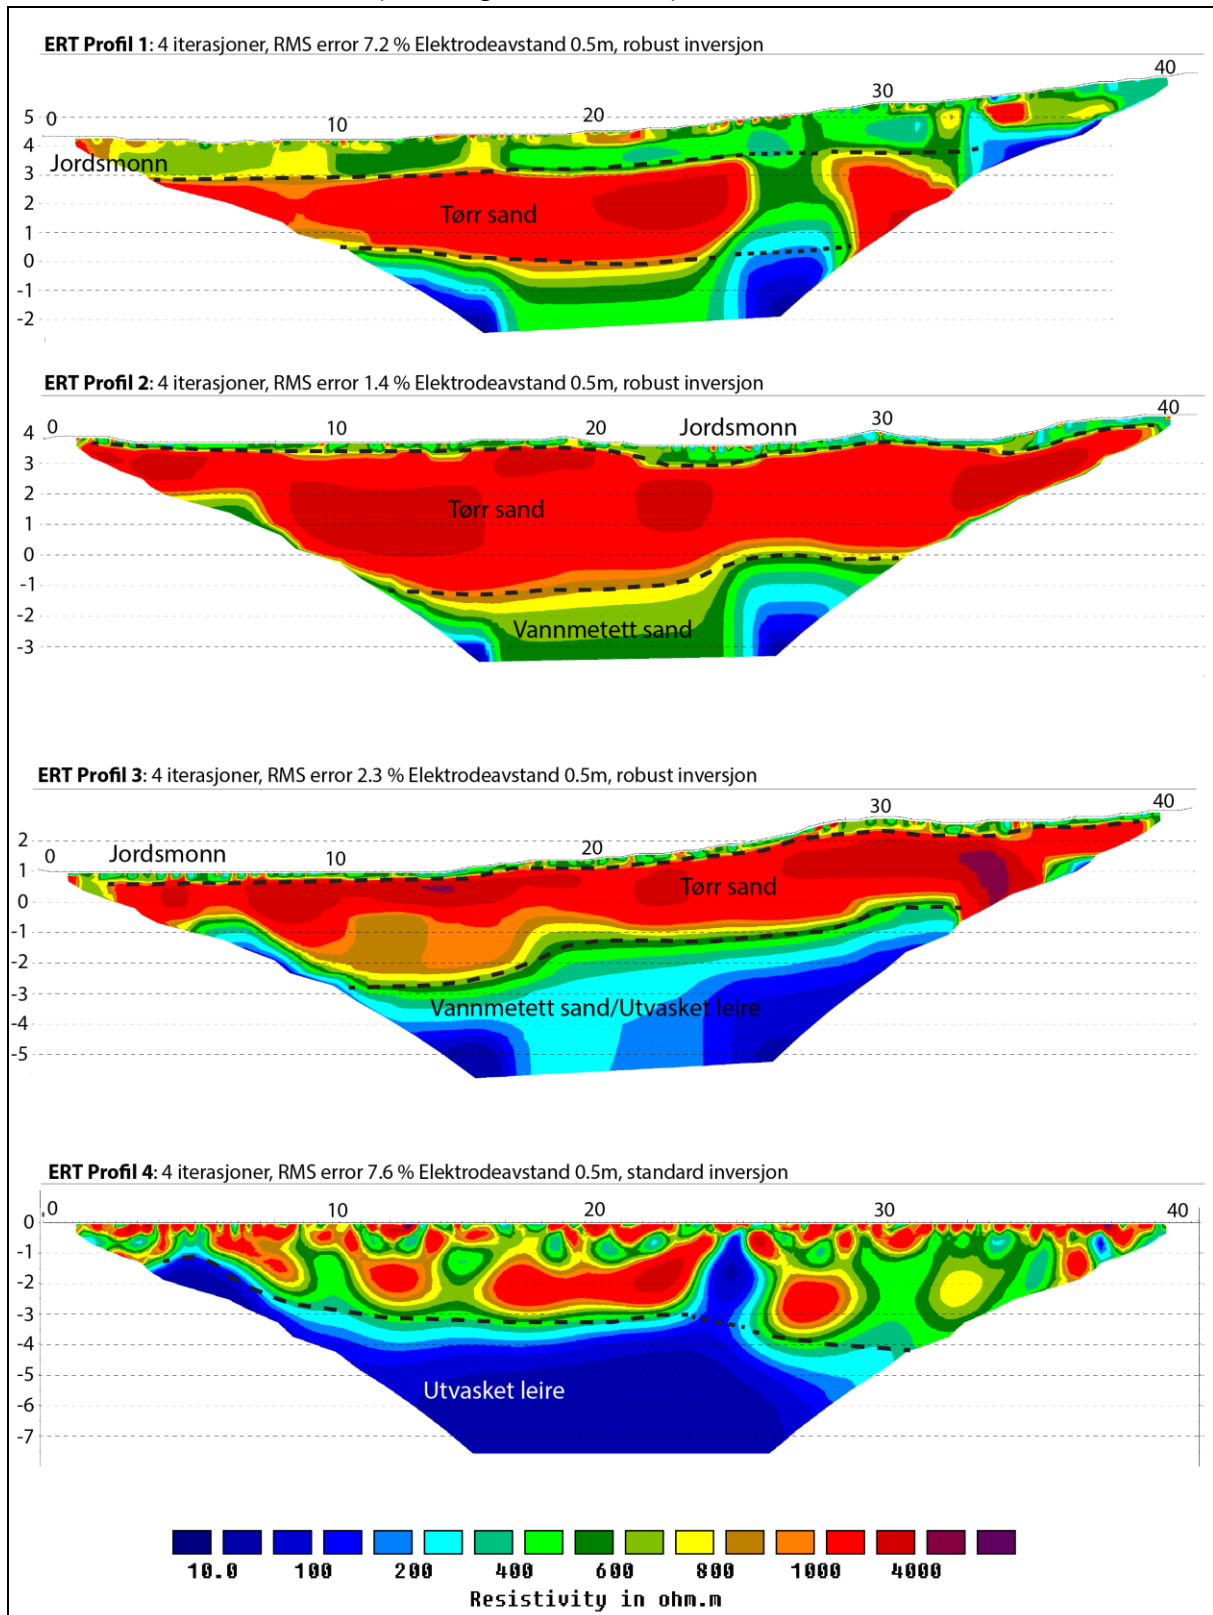 ERT Profil 1: 4 iterasjoner, RMS error 7.2 % Elektrodeavstand 0.5m, robust inversjon
0 10 20 30 40
5
4
3
2
1
0
-1
-2
Jordsmonn
Tørr sand
ERT Profil 2: 4 iterasjoner, RMS error 1.4 % Elektrodeavstand 0.5m, robust inversjon
0 10 20 30 40
4
3
2
1
0
-1
-2
-3
Jordsmonn
Tørr sand
Vannmetett sand
ERT Profil 3: 4 iterasjoner, RMS error 2.3 % Elektrodeavstand 0.5m, robust inversjon
0 10 20 30 40
2
1
0
-1
-2
-3
-4
-5
Jordsmonn
Tørr sand
Vannmetett sand/Utvasket leire
ERT Profil 4: 4 iterasjoner, RMS error 7.6 % Elektrodeavstand 0.5m, standard inversjon
0 10 20 30 40
0
-1
-2
-3
-4
-5
-6
-7
Utvasket leire
10.0 100 200 400 600 800 1000 4000
Resistivity in ohm.m